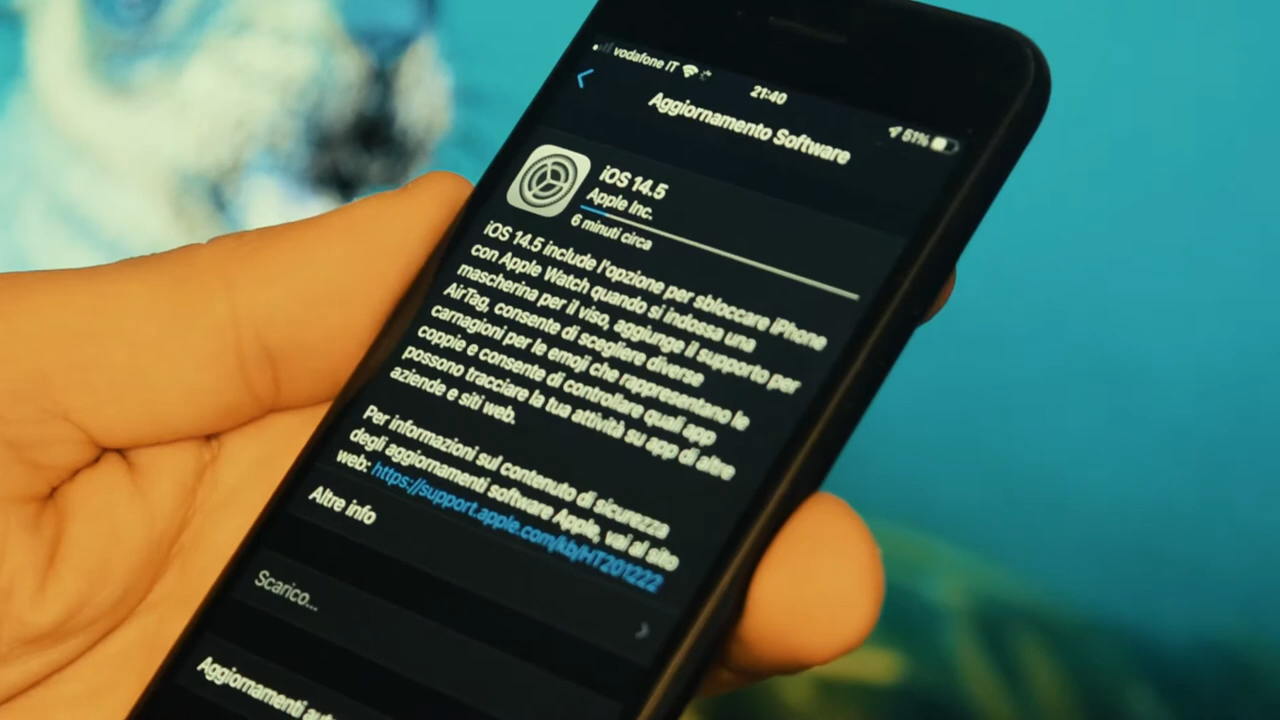 vodafone IT
21:40
51%
Aggiornamento Software
iOS 14.5
Apple Inc.
6 minuti circa
iOS 14.5 include l'opzione per sbloccare iPhone
con Apple Watch quando si indossa una
mascherina per il viso, aggiunge il supporto per
AirTag, consente di scegliere diverse
carnagioni per le emoji che rappresentano le
coppie e consente di controllare quali app
possono tracciare la tua attività su app di altre
aziende e siti web.
Per informazioni sul contenuto di sicurezza
degli aggiornamenti software Apple, vai al sito
web: https://support.apple.com/kb/HT201222
Altre info
Scarico...
Aggiornamenti